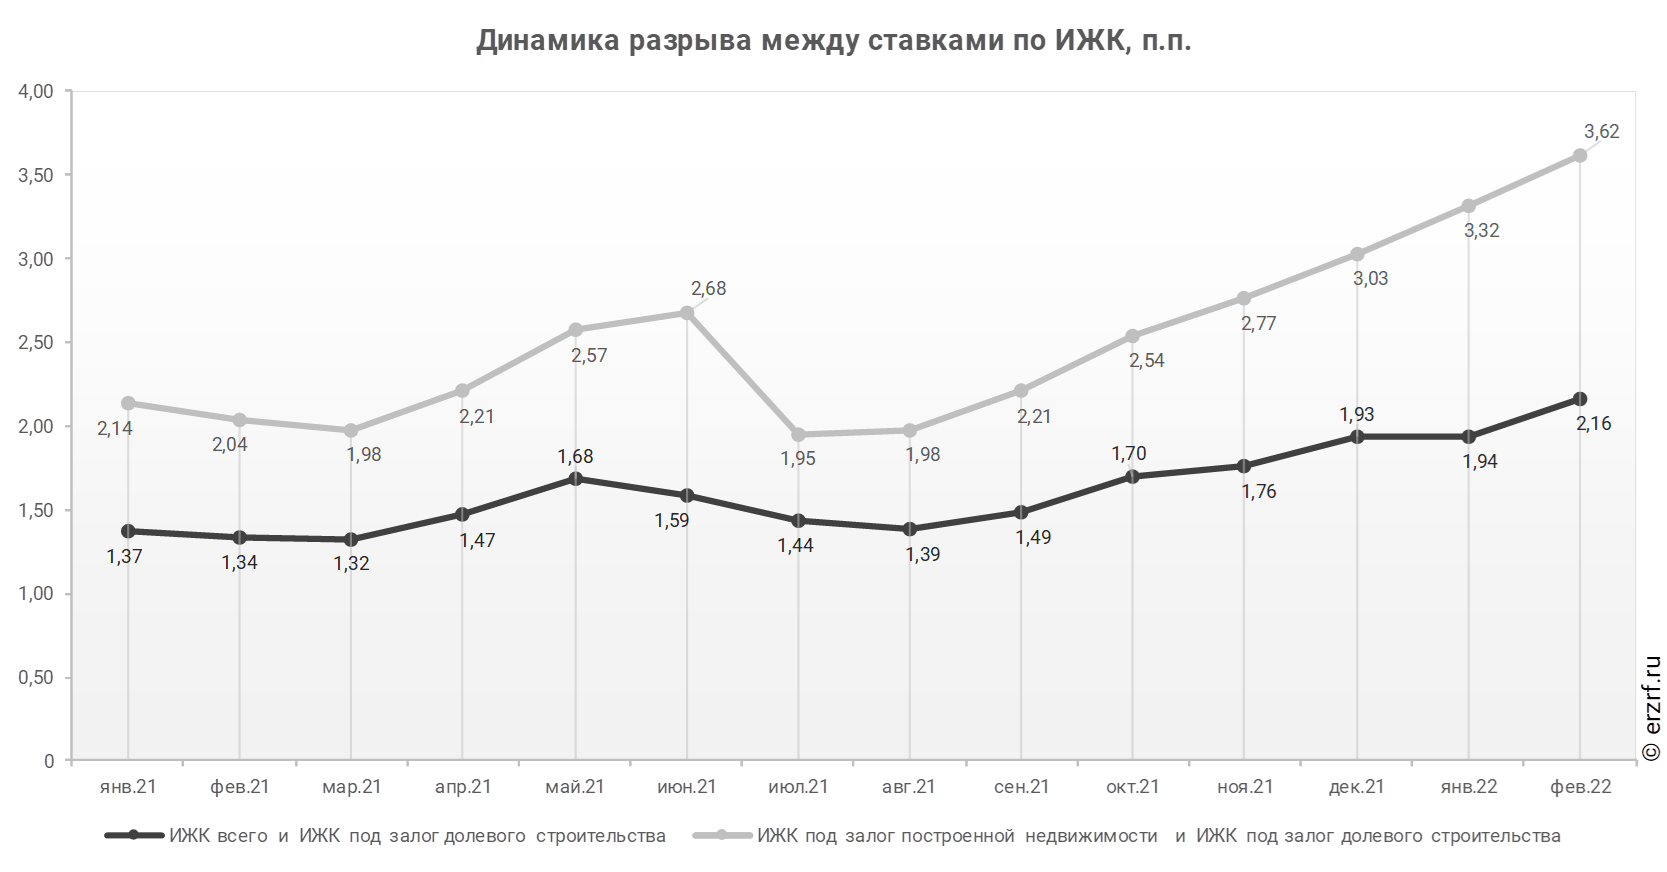 Динамика разрыва между ставками по ИЖК, п.п.
4,00
3,50
3,00
2,50
2,00
1,50
1,00
0,50
0
2,14
2,04
1,98
2,21
2,57
2,68
1,95
1,98
2,21
2,54
2,77
3,03
3,32
3,62
1,37
1,34
1,32
1,47
1,68
1,59
1,44
1,39
1,49
1,70
1,76
1,93
1,94
2,16
янв.21
фев.21
мар.21
апр.21
май.21
июн.21
июл.21
авг.21
сен.21
окт.21
ноя.21
дек.21
янв.22
фев.22
ИЖК всего и ИЖК под залог долевого строительства
ИЖК под залог построенной недвижимости и ИЖК под залог долевого строительства
© erzrf.ru